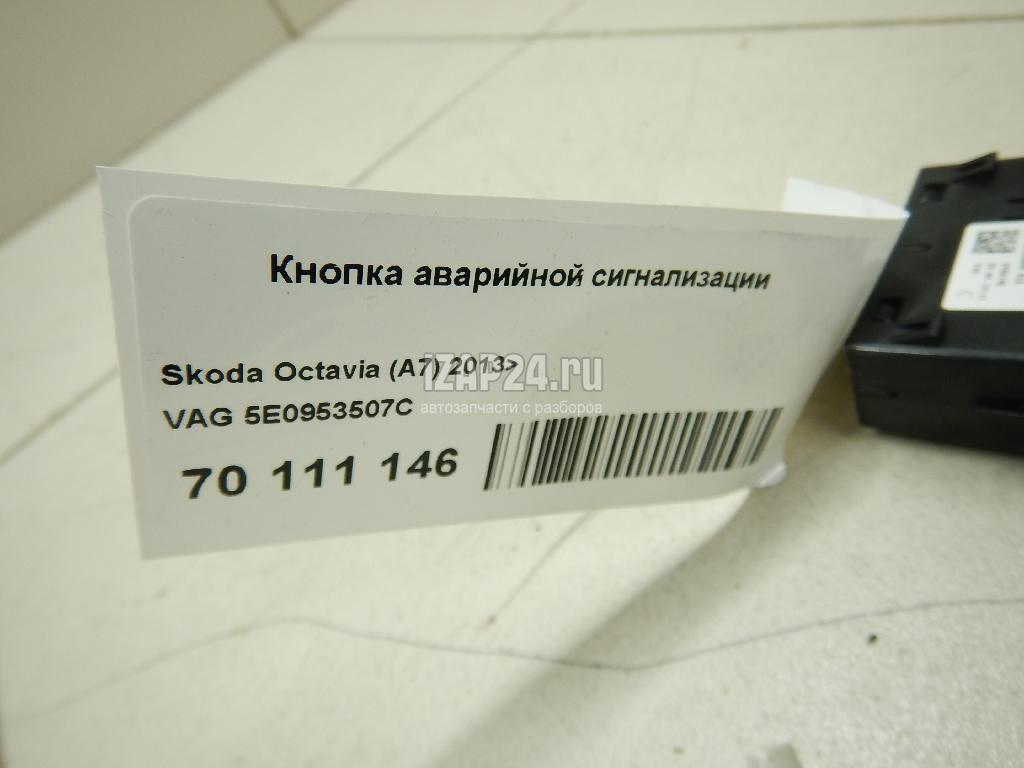 Кнопка аварийной сигнализации
Skoda Octavia (A7) 2013>
iZAP24.ru
VAG 5E0953507C
автозапчасти с разборов
70 111 146